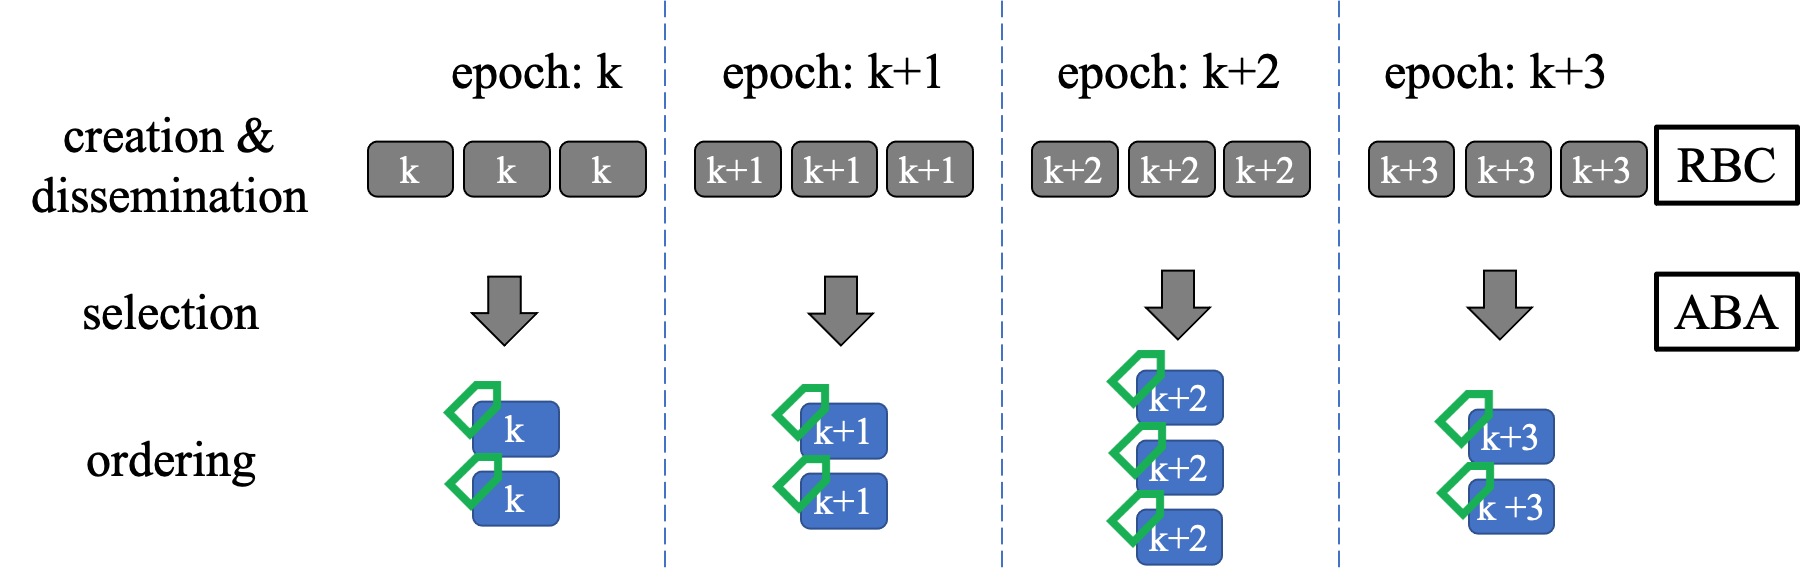 epoch: k
epoch: k+1
epoch: k+2
epoch: k+3
creation &
dissemination
k
k
k
k+1
k+1
k+1
k+2
k+2
k+2
k+3
k+3
k+3
RBC
selection
ABA
ordering
k
k
k+1
k+1
k+2
k+2
k+2
k+3
k +3